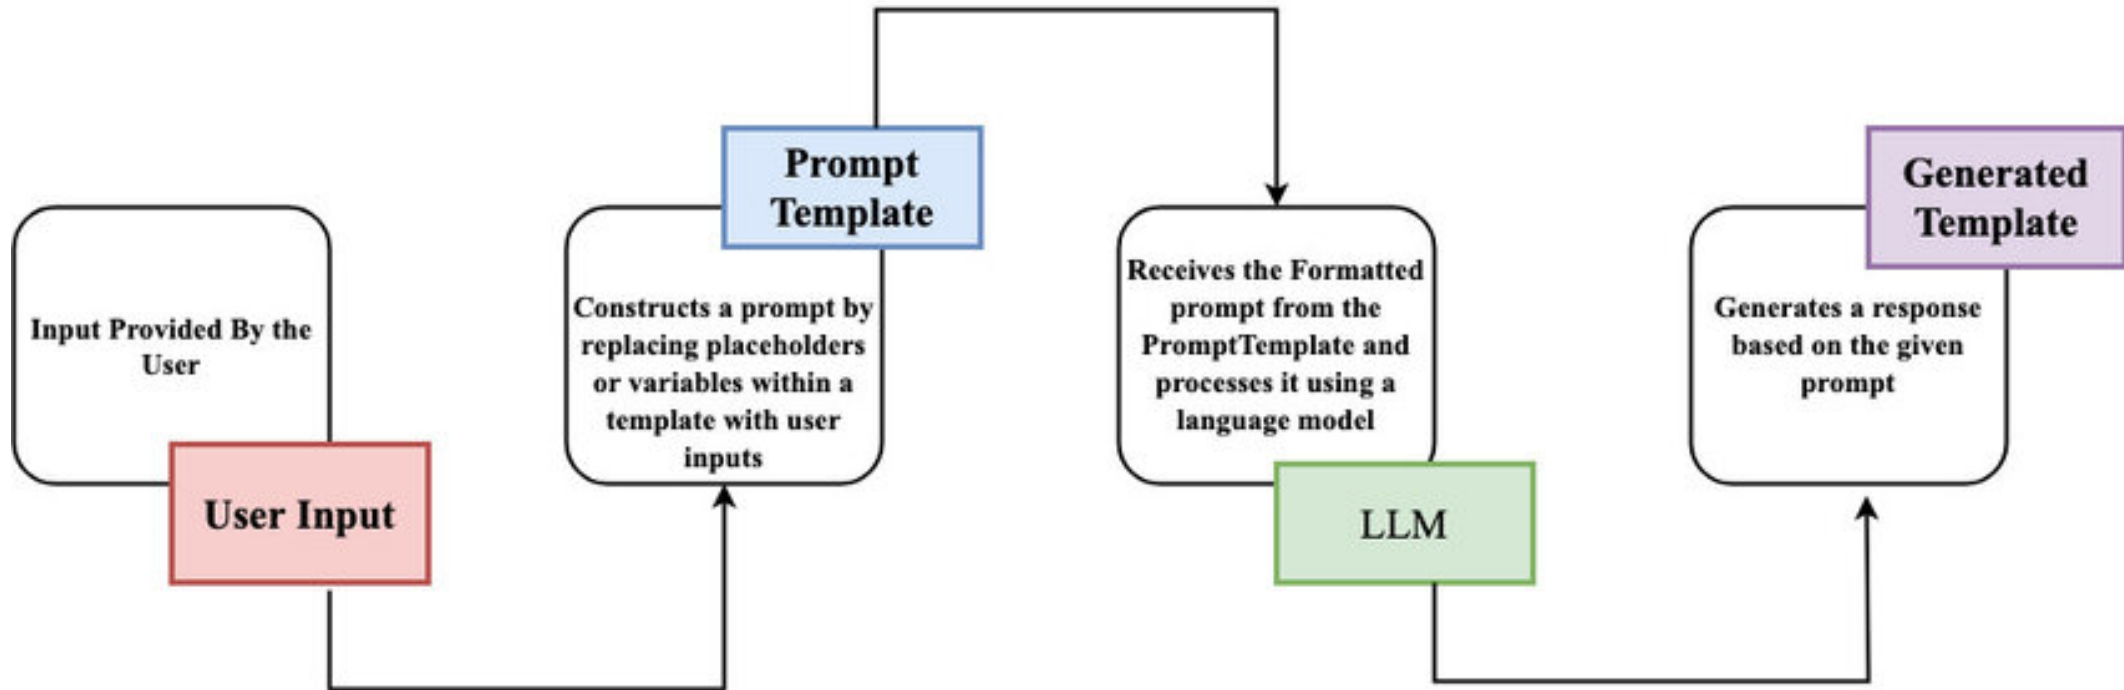 Input Provided By the
User
User Input
Prompt
Template
Constructs a prompt by
replacing placeholders
or variables within a
template with user
inputs
Receives the Formatted
prompt from the
PromptTemplate and
processes it using a
language model
LLM
Generated
Template
Generates a response
based on the given
prompt